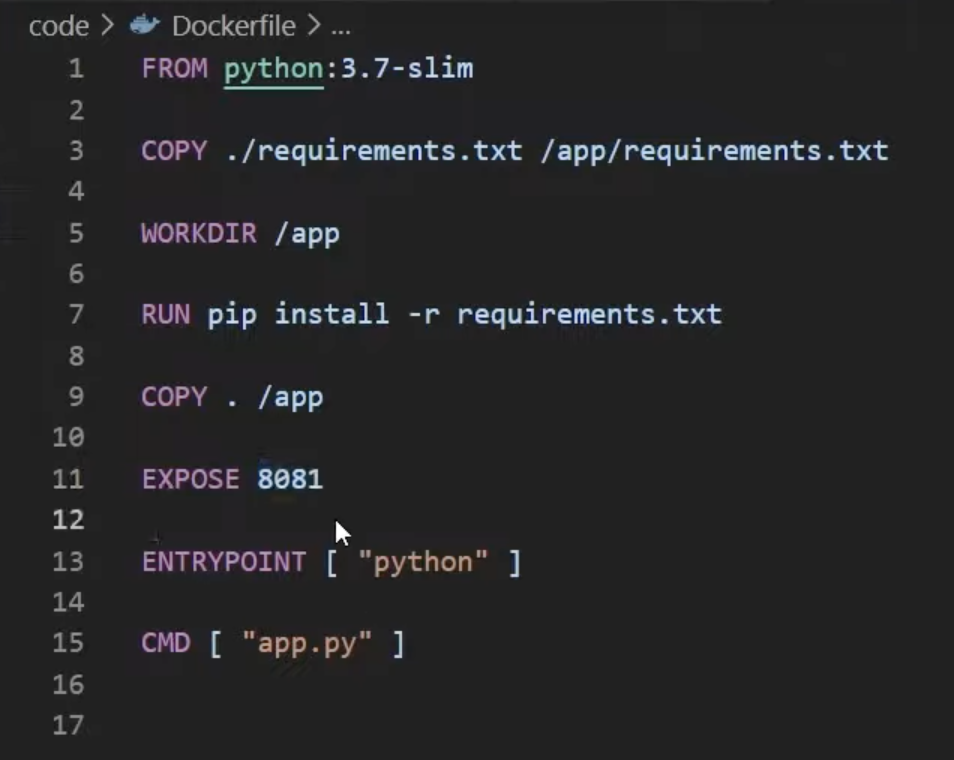 code > Dockerfile > ...
1 FROM python:3.7-slim
2
3 COPY ./requirements.txt /app/requirements.txt
4
5 WORKDIR /app
6
7 RUN pip install -r requirements.txt
8
9 COPY . /app
10
11 EXPOSE 8081
12
13 ENTRYPOINT [ "python" ]
14
15 CMD [ "app.py" ]
16
17